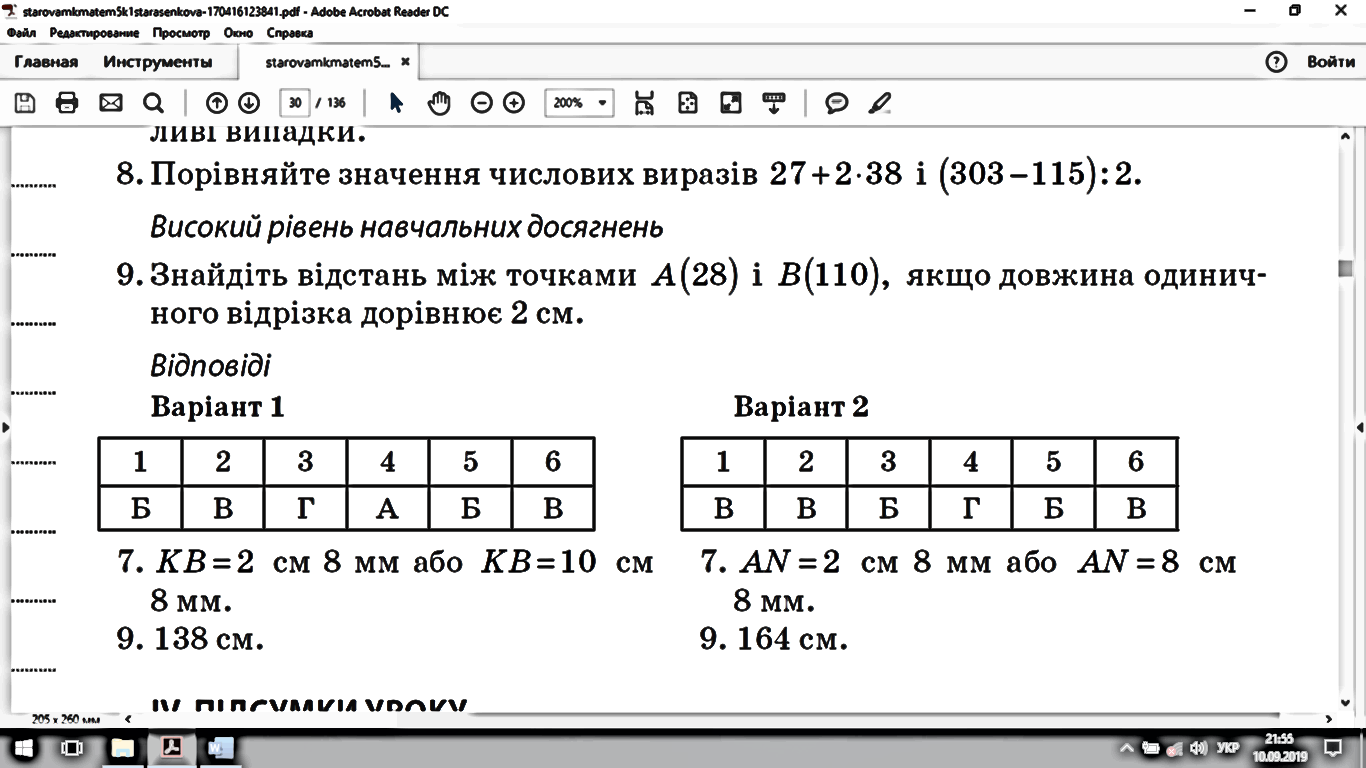 starovamkmatem5k1starasenkova-170416123841.pdf - Adobe Acrobat Reader DC
Файл Редактирование Просмотр Окно Справка
Главная Инструменты starovamkmatem5... × Войти
30 / 136 200%
ливі випадки.
8. Порівняйте значення числових виразів 27+2·38 і (303–115):2.
Високий рівень навчальних досягнень
9. Знайдіть відстань між точками A(28) і B(110), якщо довжина одинич-
ного відрізка дорівнює 2 см.
Відповіді
Варіант 1 Варіант 2
1 2 3 4 5 6 1 2 3 4 5 6
Б В Г А Б В В В Б Г Б В
7. KB=2 см 8 мм або KB=10 см 7. AN=2 см 8 мм або AN=8 см
8 мм. 8 мм.
9. 138 см. 9. 164 см.
IV. ПІДСУМКИ УРОКУ
205 x 260 мм
УКР 21:55
10.09.2019